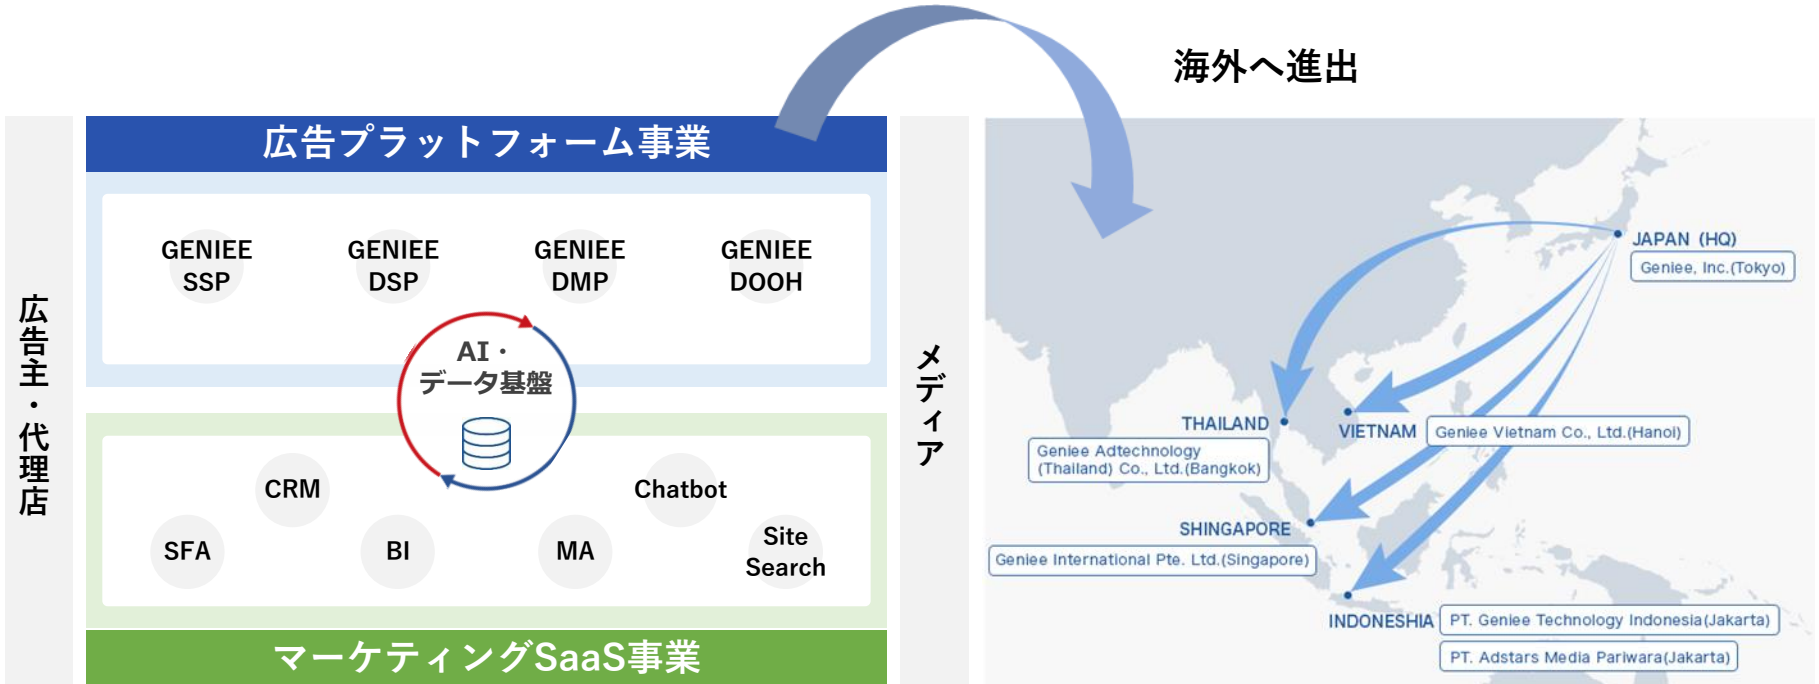 海外へ進出
広告主・代理店
広告プラットフォーム事業
GENIEE
SSP
GENIEE
DSP
GENIEE
DMP
GENIEE
DOOH
AI・
データ基盤
CRM
Chatbot
SFA
BI
MA
Site
Search
マーケティングSaaS事業
メディア
JAPAN (HQ)
Geniee, Inc.(Tokyo)
THAILAND
Geniee Adtechnology
(Thailand) Co., Ltd.(Bangkok)
VIETNAM
Geniee Vietnam Co., Ltd.(Hanoi)
SHINGAPORE
Geniee International Pte. Ltd.(Singapore)
INDONESHIA
PT. Geniee Technology Indonesia(Jakarta)
PT. Adstars Media Pariwara(Jakarta)